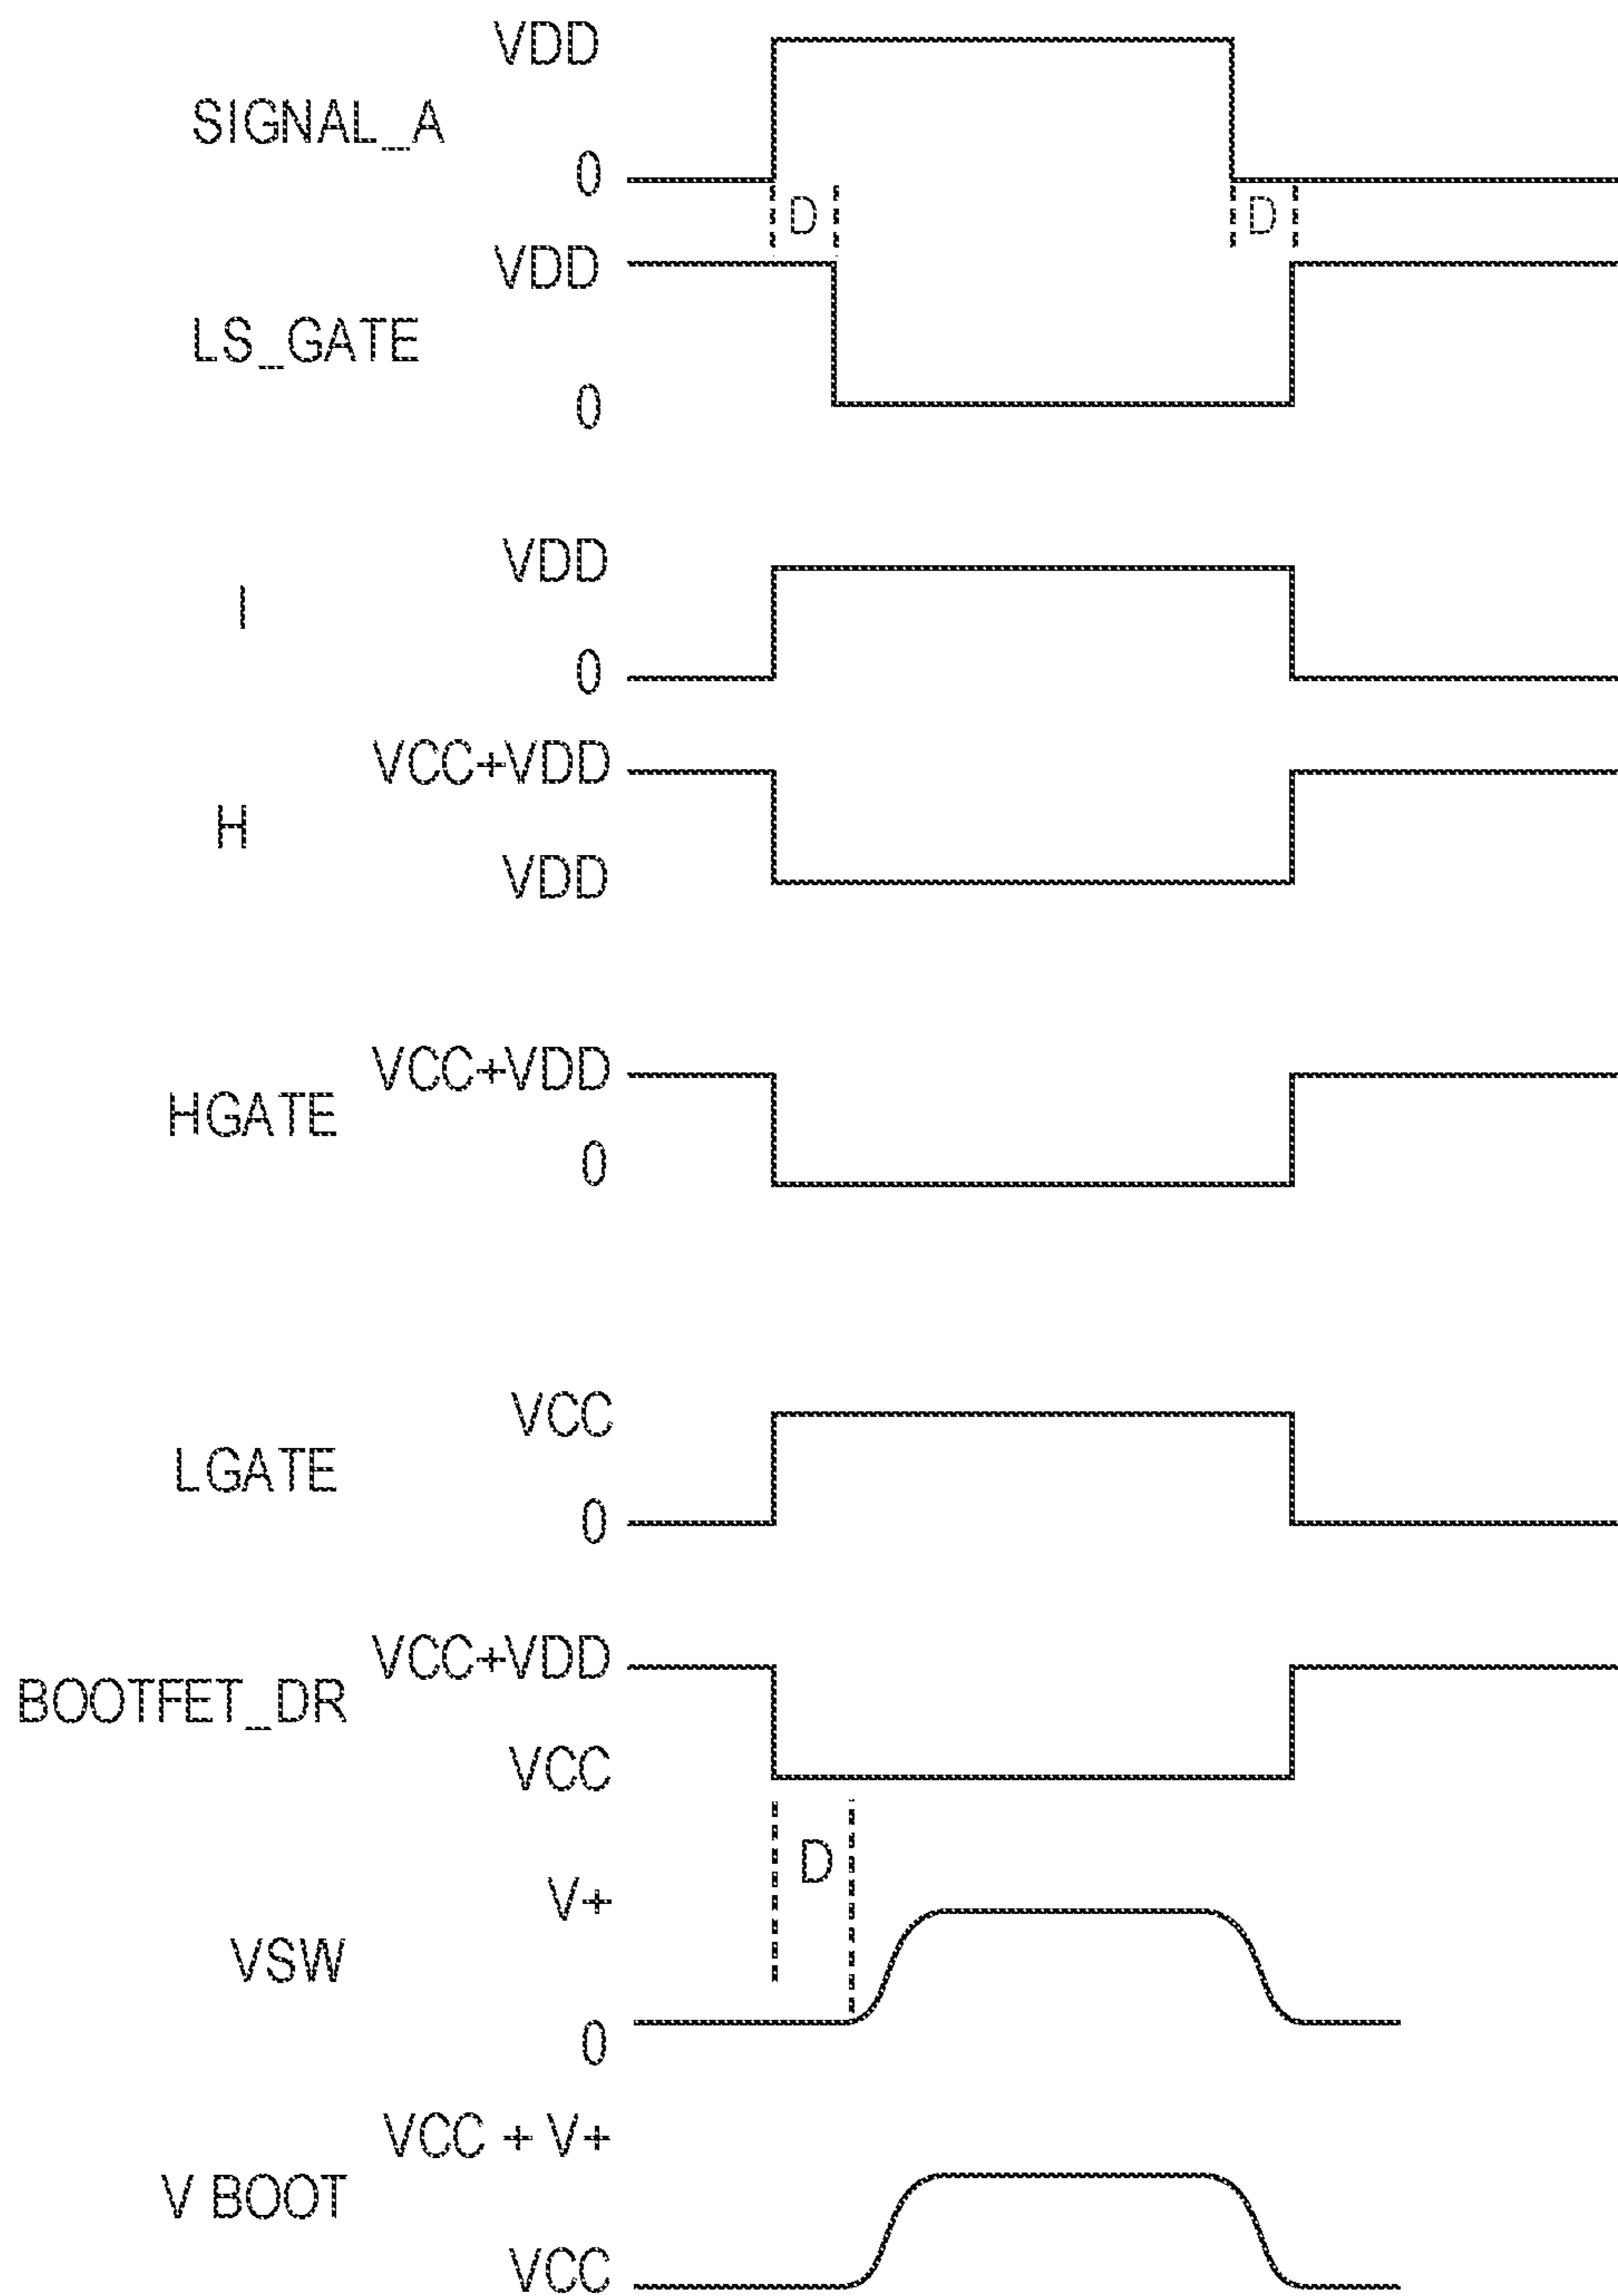 VDD
SIGNAL_A
0
D
D
VDD
LS_GATE
0
VDD
I
0
VCC+VDD
H
VDD
VCC+VDD
HGATE
0
VCC
LGATE
0
VCC+VDD
BOOTFET_DR
VCC
D
V+
VSW
0
VCC + V+
V BOOT
VCC